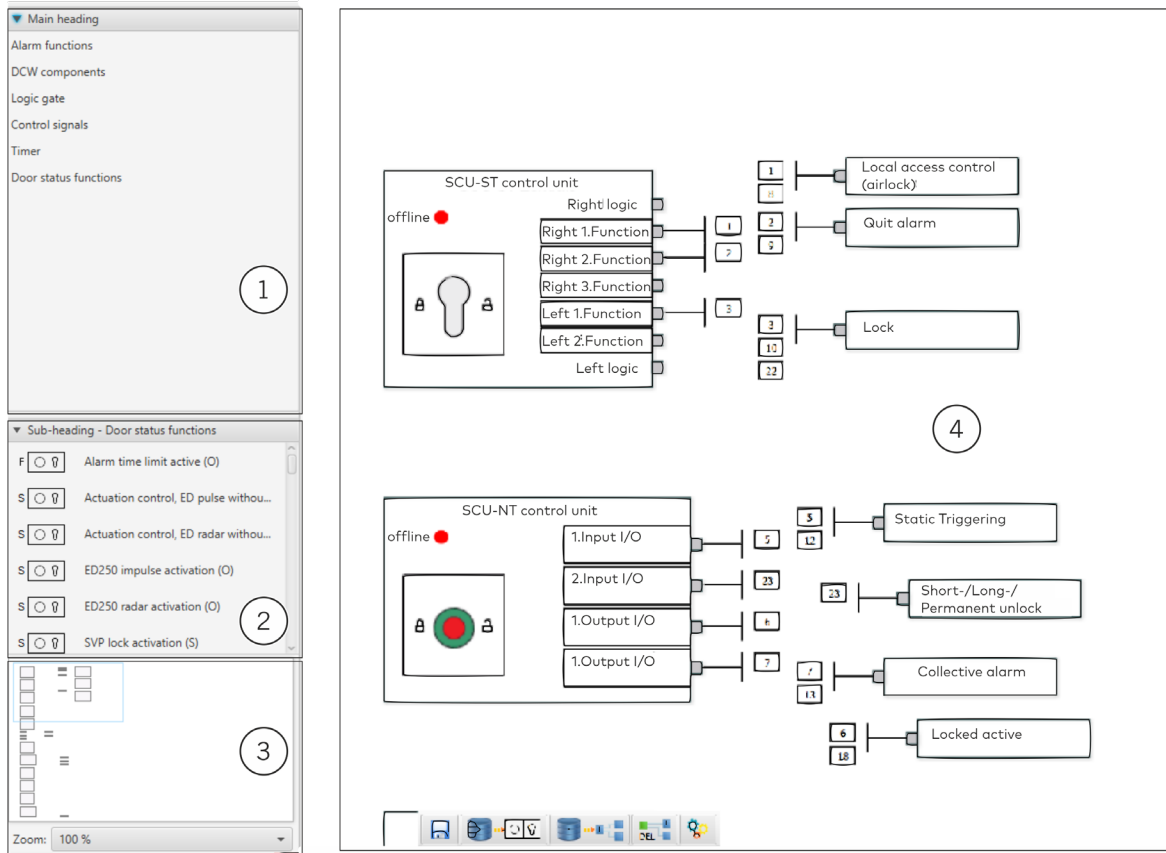 Main heading
Alarm functions
DCW components
Logic gate
Control signals
Timer
Door status functions
1
Sub-heading - Door status functions
F Alarm time limit active (O)
S Actuation control, ED pulse withou...
S Actuation control, ED radar withou...
S ED250 impulse activation (O)
S ED250 radar activation (O)
S SVP lock activation (S)
2
3
Zoom: 100 %
SCU-ST control unit
offline
Right logic
Right 1.Function
Right 2.Function
Right 3.Function
Left 1.Function
Left 2.Function
Left logic
1
2
3
1
8
Local access control
(airlock)
2
9
Quit alarm
3
10
22
Lock
4
SCU-NT control unit
offline
1.Input I/O
2.Input I/O
1.Output I/O
1.Output I/O
5
23
6
7
5
12
Static Triggering
23
Short-/Long-/
Permanent unlock
7
13
Collective alarm
6
18
Locked active
DEL